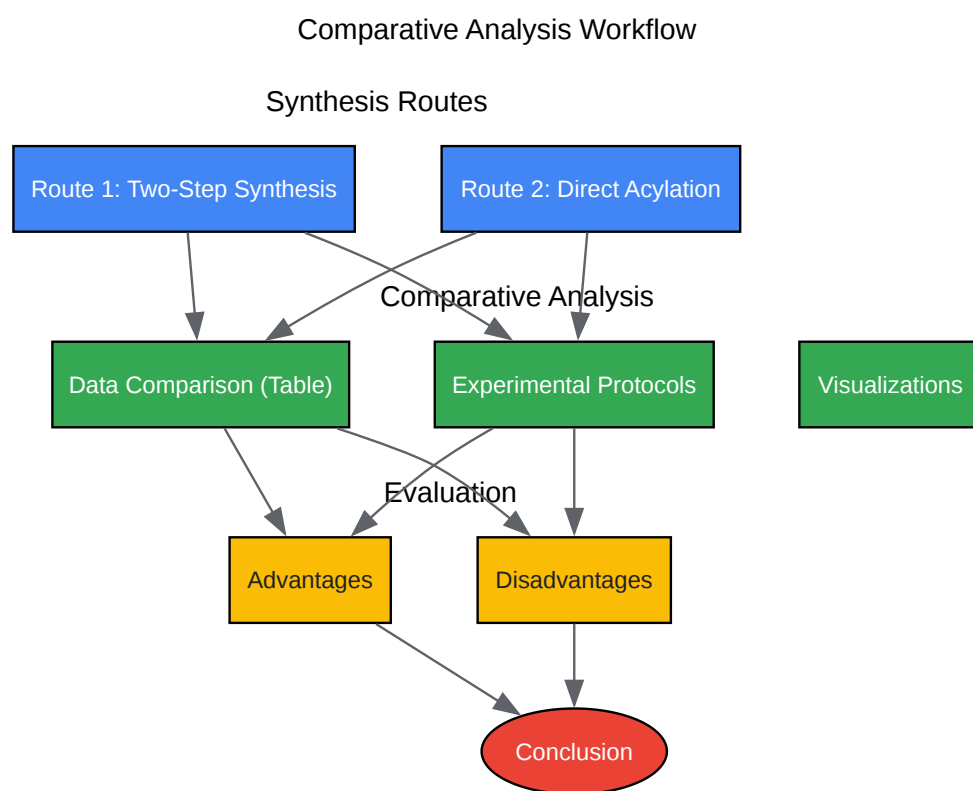 Comparative Analysis Workflow
Synthesis Routes
Route 1: Two-Step Synthesis
Route 2: Direct Acylation
Comparative Analysis
Data Comparison (Table)
Experimental Protocols
Visualizations
Evaluation
Advantages
Disadvantages
Conclusion